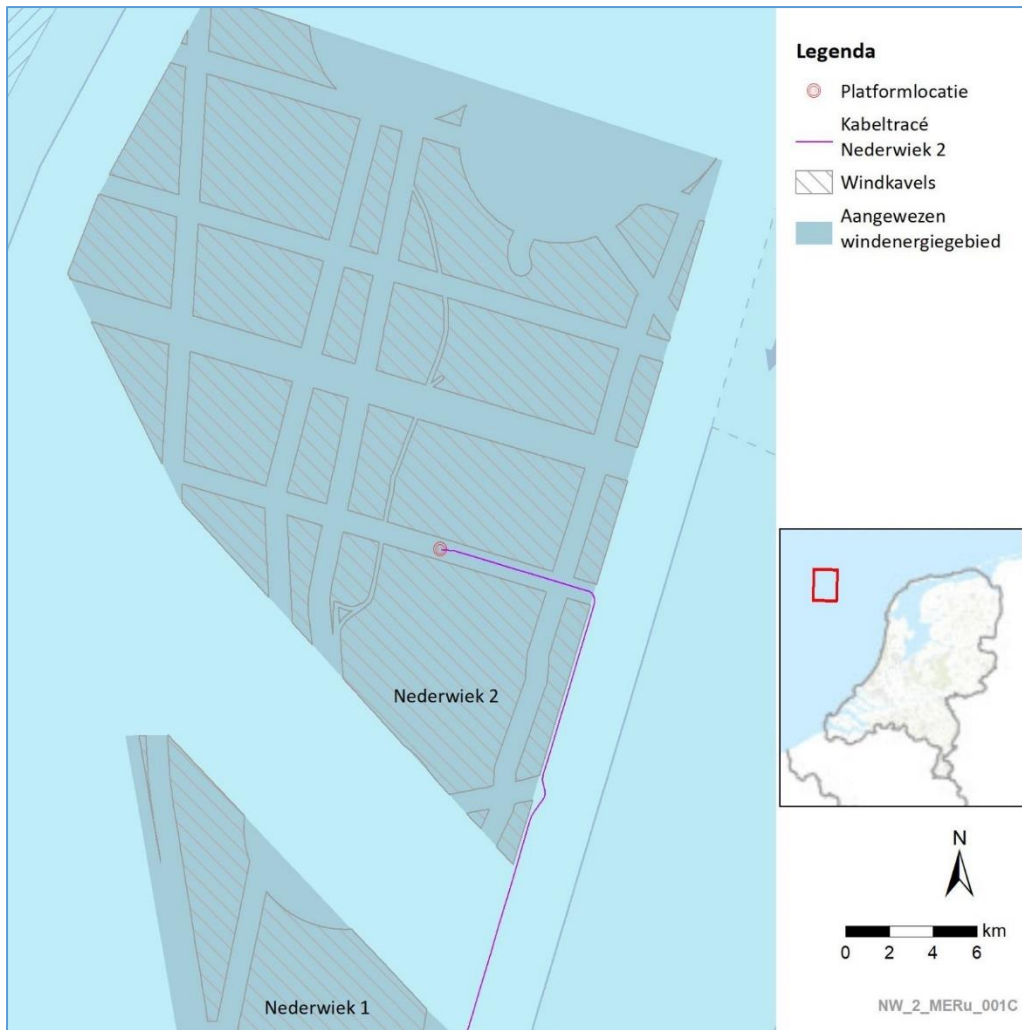 Legenda
Platformlocatie
Kabeltracé
Nederwiek 2
Windkavels
Aangewezen
windenergiegebied
Nederwiek 2
Nederwiek 1
N
km
0 2 4 6
NW_2_MERu_001C